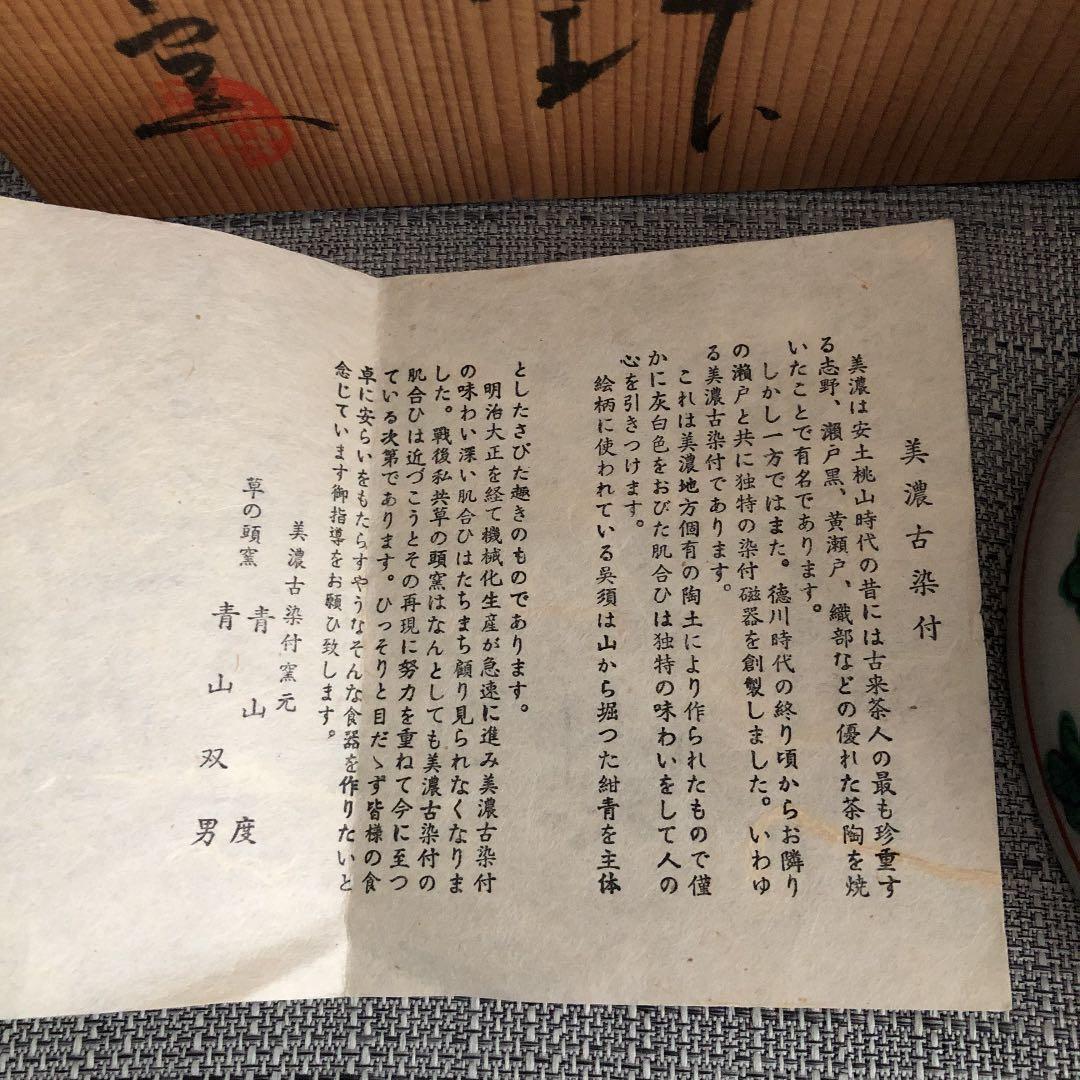 美濃古染付
美濃は安土桃山時代の昔には古来茶人の最も珍重す
る志野、瀬戸黒、黄瀬戸、織部などの優れた茶陶を焼
いたことで有名であります。
しかし一方ではまた。徳川時代の終り頃からお隣り
の瀬戸と共に独特の染付磁器を創製しました。いわゆ
る美濃古染付であります。
これは美濃地方個有の陶土により作られたもので僅
かに灰白色をおびた肌合ひは独特の味わいをして人の
心を引きつけます。
絵柄に使われている呉須は山から堀つた紺青を主体
としたさびた趣きのものであります。
明治大正を経て機械化生産が急速に進み美濃古染付
の味わい深い肌合ひはたちまち顧り見られなくなりま
した。戦後私共草の頭窯はなんとしても美濃古染付の
肌合ひは近づこうとその再現に努力を重ねて今に至つ
ている次第であります。ひっそりと目だゝず皆様の食
卓に安らいをもたらすやうなそんな食器を作りたいと
念じています御指導をお願ひ致します。
美濃古染付窯元
草の頭窯
青山　度
青山双男